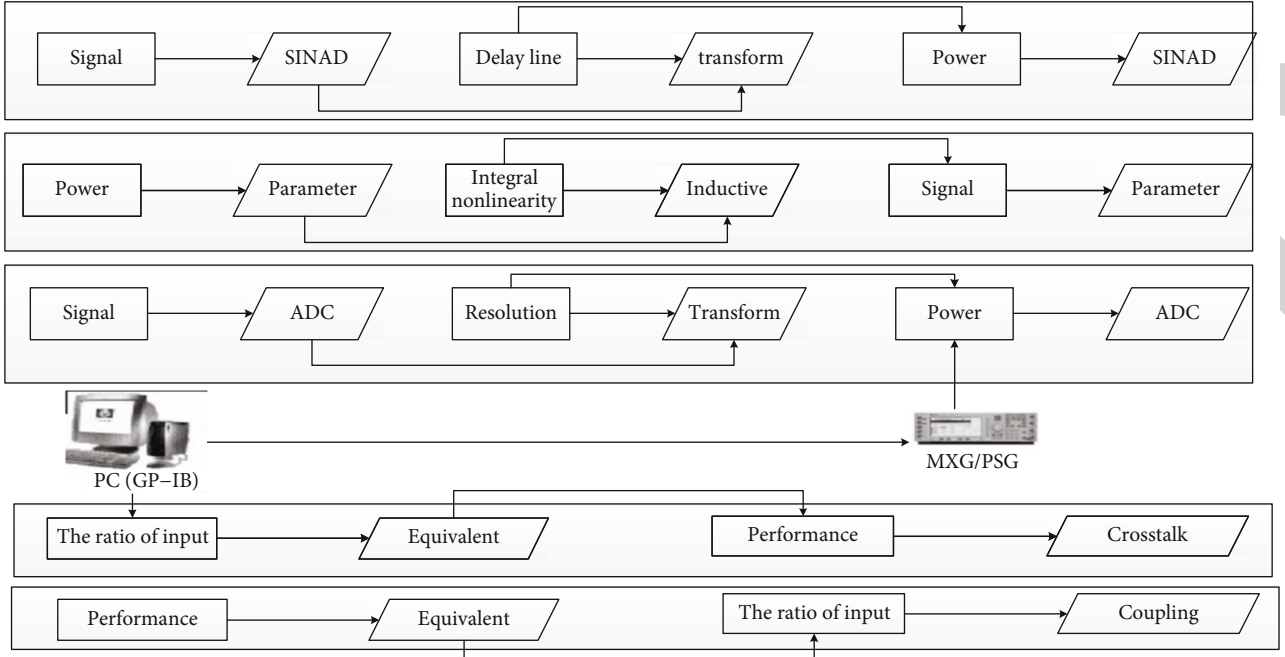 Signal
SINAD
Delay line
transform
Power
SINAD
Power
Parameter
Integral
nonlinearity
Inductive
Signal
Parameter
Signal
ADC
Resolution
Transform
Power
ADC
PC (GP–IB)
MXG/PSG
The ratio of input
Equivalent
Performance
Crosstalk
Performance
Equivalent
The ratio of input
Coupling